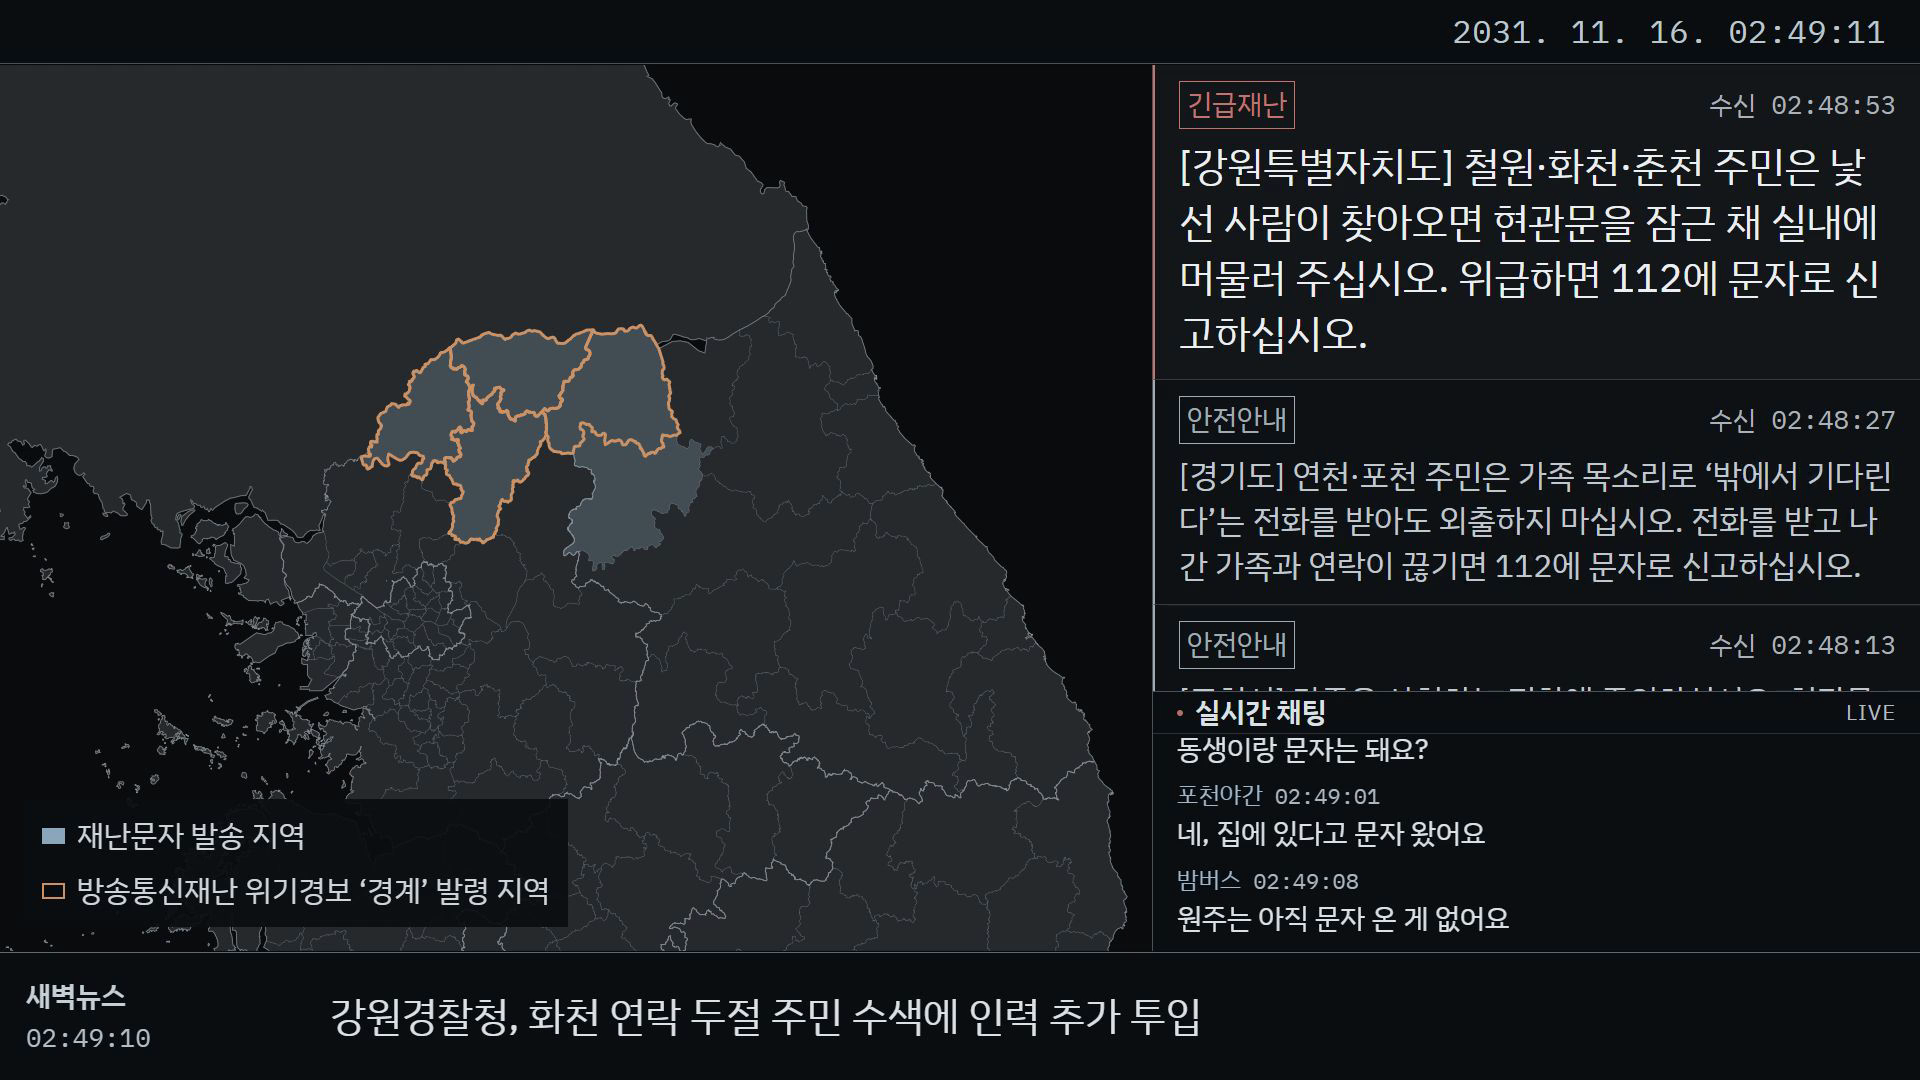 2031. 11. 16. 02:49:11
긴급재난
수신 02:48:53
[강원특별자치도] 철원·화천·춘천 주민은 낯
선 사람이 찾아오면 현관문을 잠근 채 실내에
머물러 주십시오. 위급하면 112에 문자로 신
고하십시오.
안전안내
수신 02:48:27
[경기도] 연천·포천 주민은 가족 목소리로 ‘밖에서 기다린
다’는 전화를 받아도 외출하지 마십시오. 전화를 받고 나
간 가족과 연락이 끊기면 112에 문자로 신고하십시오.
안전안내
수신 02:48:13
실시간 채팅
LIVE
동생이랑 문자는 돼요?
포천야간 02:49:01
네, 집에 있다고 문자 왔어요
밤버스 02:49:08
원주는 아직 문자 온 게 없어요
재난문자 발송 지역
방송통신재난 위기경보 ‘경계’ 발령 지역
새벽뉴스
02:49:10
강원경찰청, 화천 연락 두절 주민 수색에 인력 추가 투입